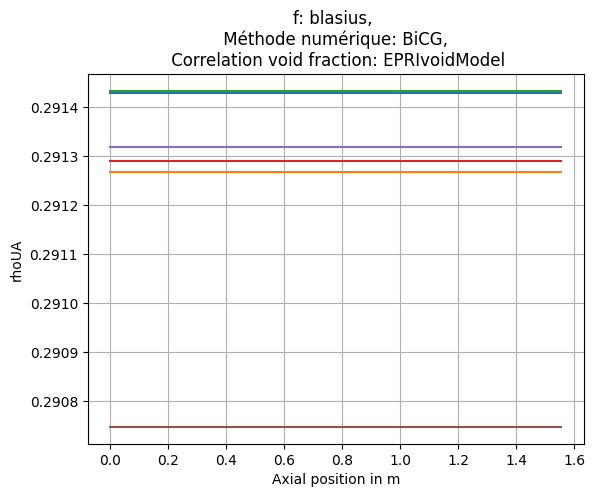 f: blasius,
Méthode numérique: BiCG,
Correlation void fraction: EPRIvoidModel
0.2914
0.2913
0.2912
0.2911
0.2910
0.2909
0.2908
rhoUA
0.0 0.2 0.4 0.6 0.8 1.0 1.2 1.4 1.6
Axial position in m